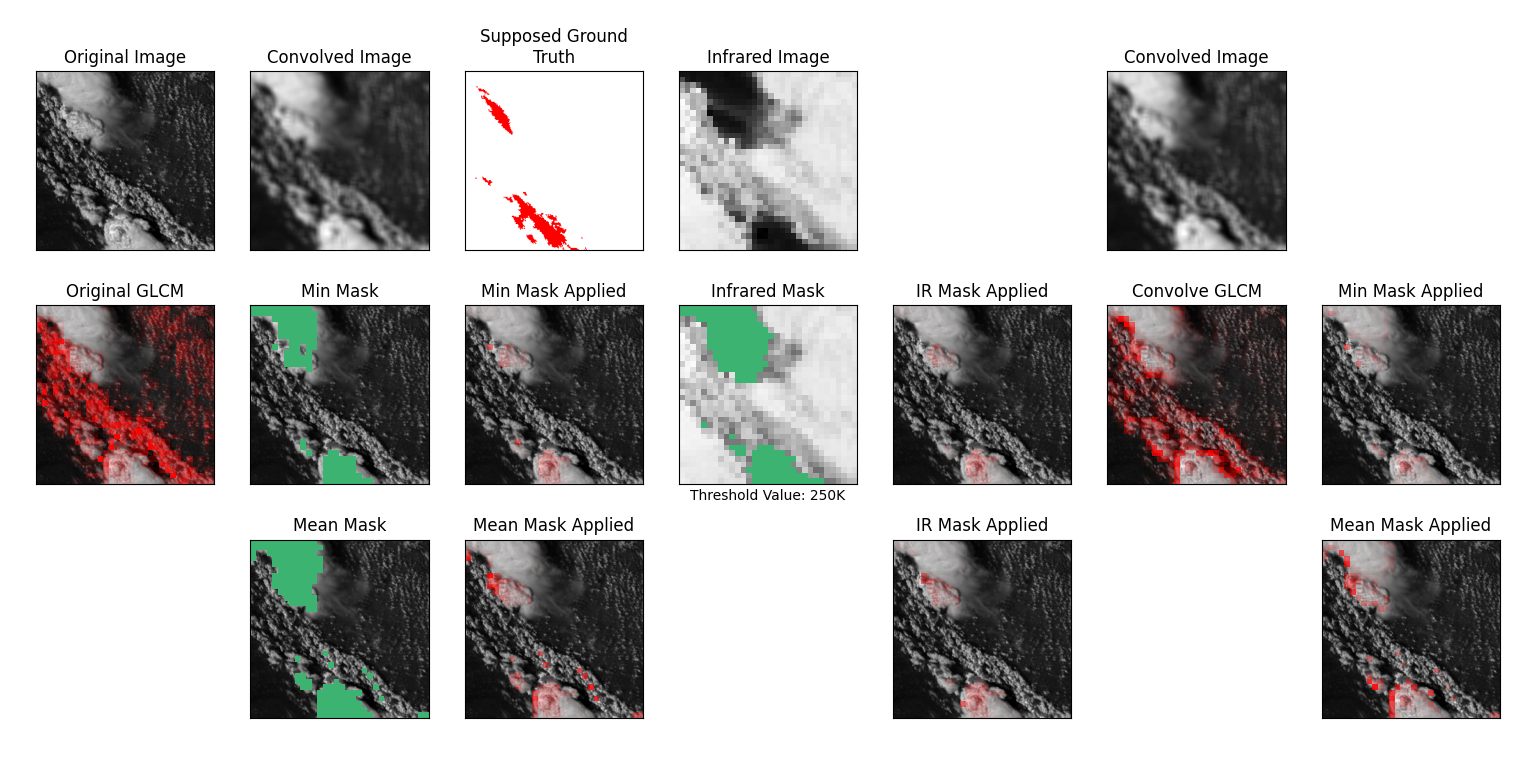 Original Image
Convolved Image
Supposed Ground
Truth
Infrared Image
Convolved Image
Original GLCM
Min Mask
Min Mask Applied
Infrared Mask
IR Mask Applied
Convolve GLCM
Min Mask Applied
Threshold Value: 250K
Mean Mask
Mean Mask Applied
IR Mask Applied
Mean Mask Applied